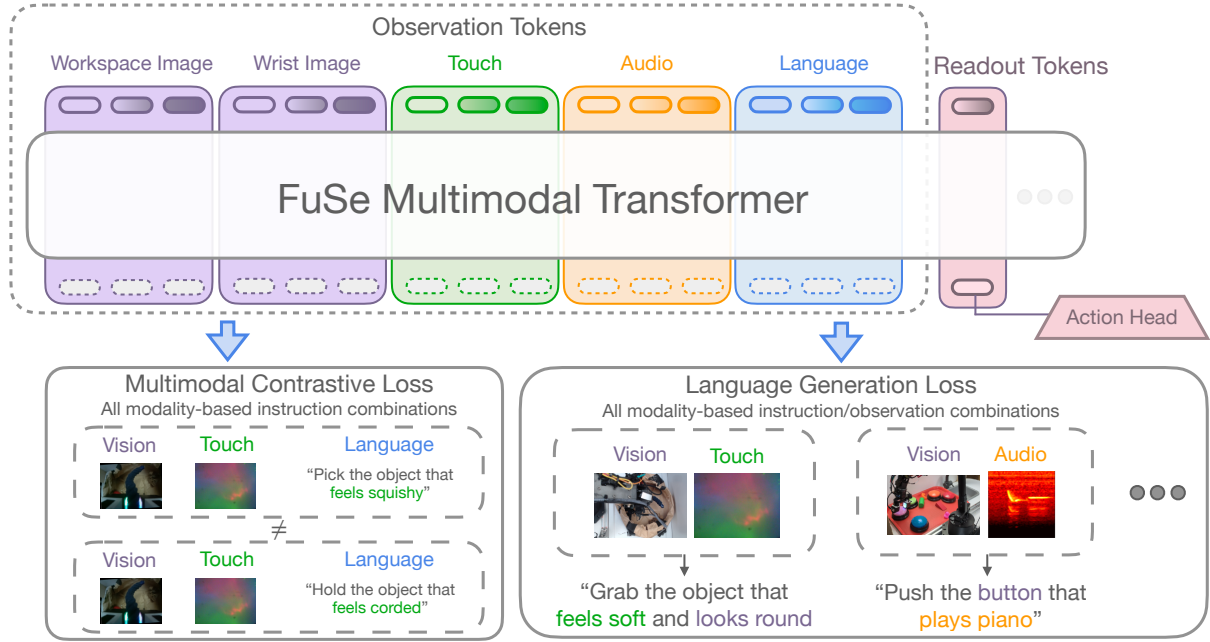 Observation Tokens
Workspace Image
Wrist Image
Touch
Audio
Language
Readout Tokens
FuSe Multimodal Transformer
Action Head
Multimodal Contrastive Loss
All modality-based instruction combinations
Vision
Touch
Language
“Pick the object that
feels squishy”
≠
Vision
Touch
Language
“Hold the object that
feels corded”
Language Generation Loss
All modality-based instruction/observation combinations
Vision
Touch
“Grab the object that
feels soft and looks round
Vision
Audio
“Push the button that
plays piano”